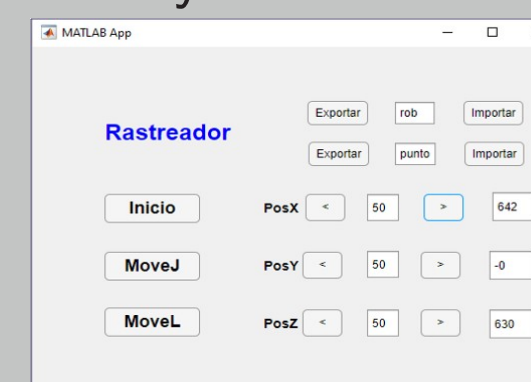 MATLAB App
Exportar rob Importar
Rastreador
Exportar punto Importar
Inicio PosX < 50 > 642
MoveJ PosY < 50 > -0
MoveL PosZ < 50 > 630